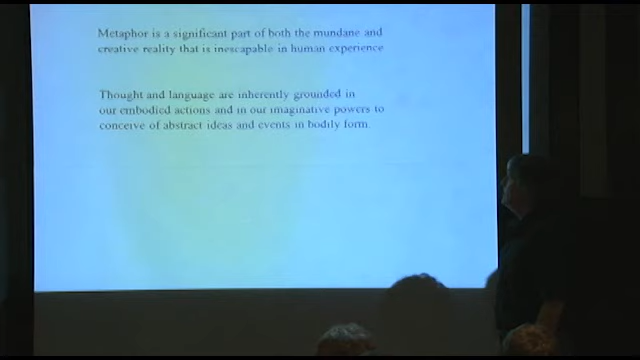 Metaphor is a significant part of both the mundane and
creative reality that is inescapable in human experience
Thought and language are inherently grounded in
our embodied actions and in our imaginative powers to
conceive of abstract ideas and events in bodily form.